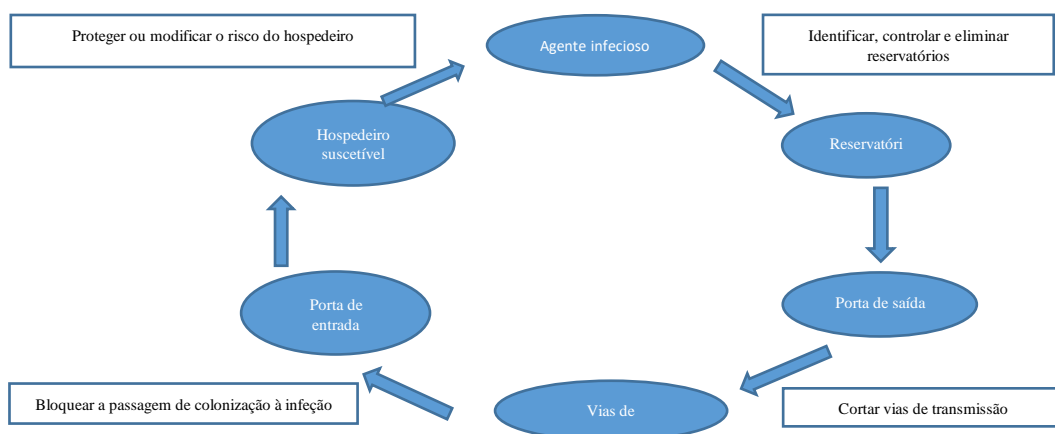 Proteger ou modificar o risco do hospedeiro
Agente infecioso
Identificar, controlar e eliminar
reservatórios
Hospedeiro
suscetível
Reservatóri
Porta de
entrada
Porta de saída
Bloquear a passagem de colonização à infeção
Vias de
Cortar vias de transmissão